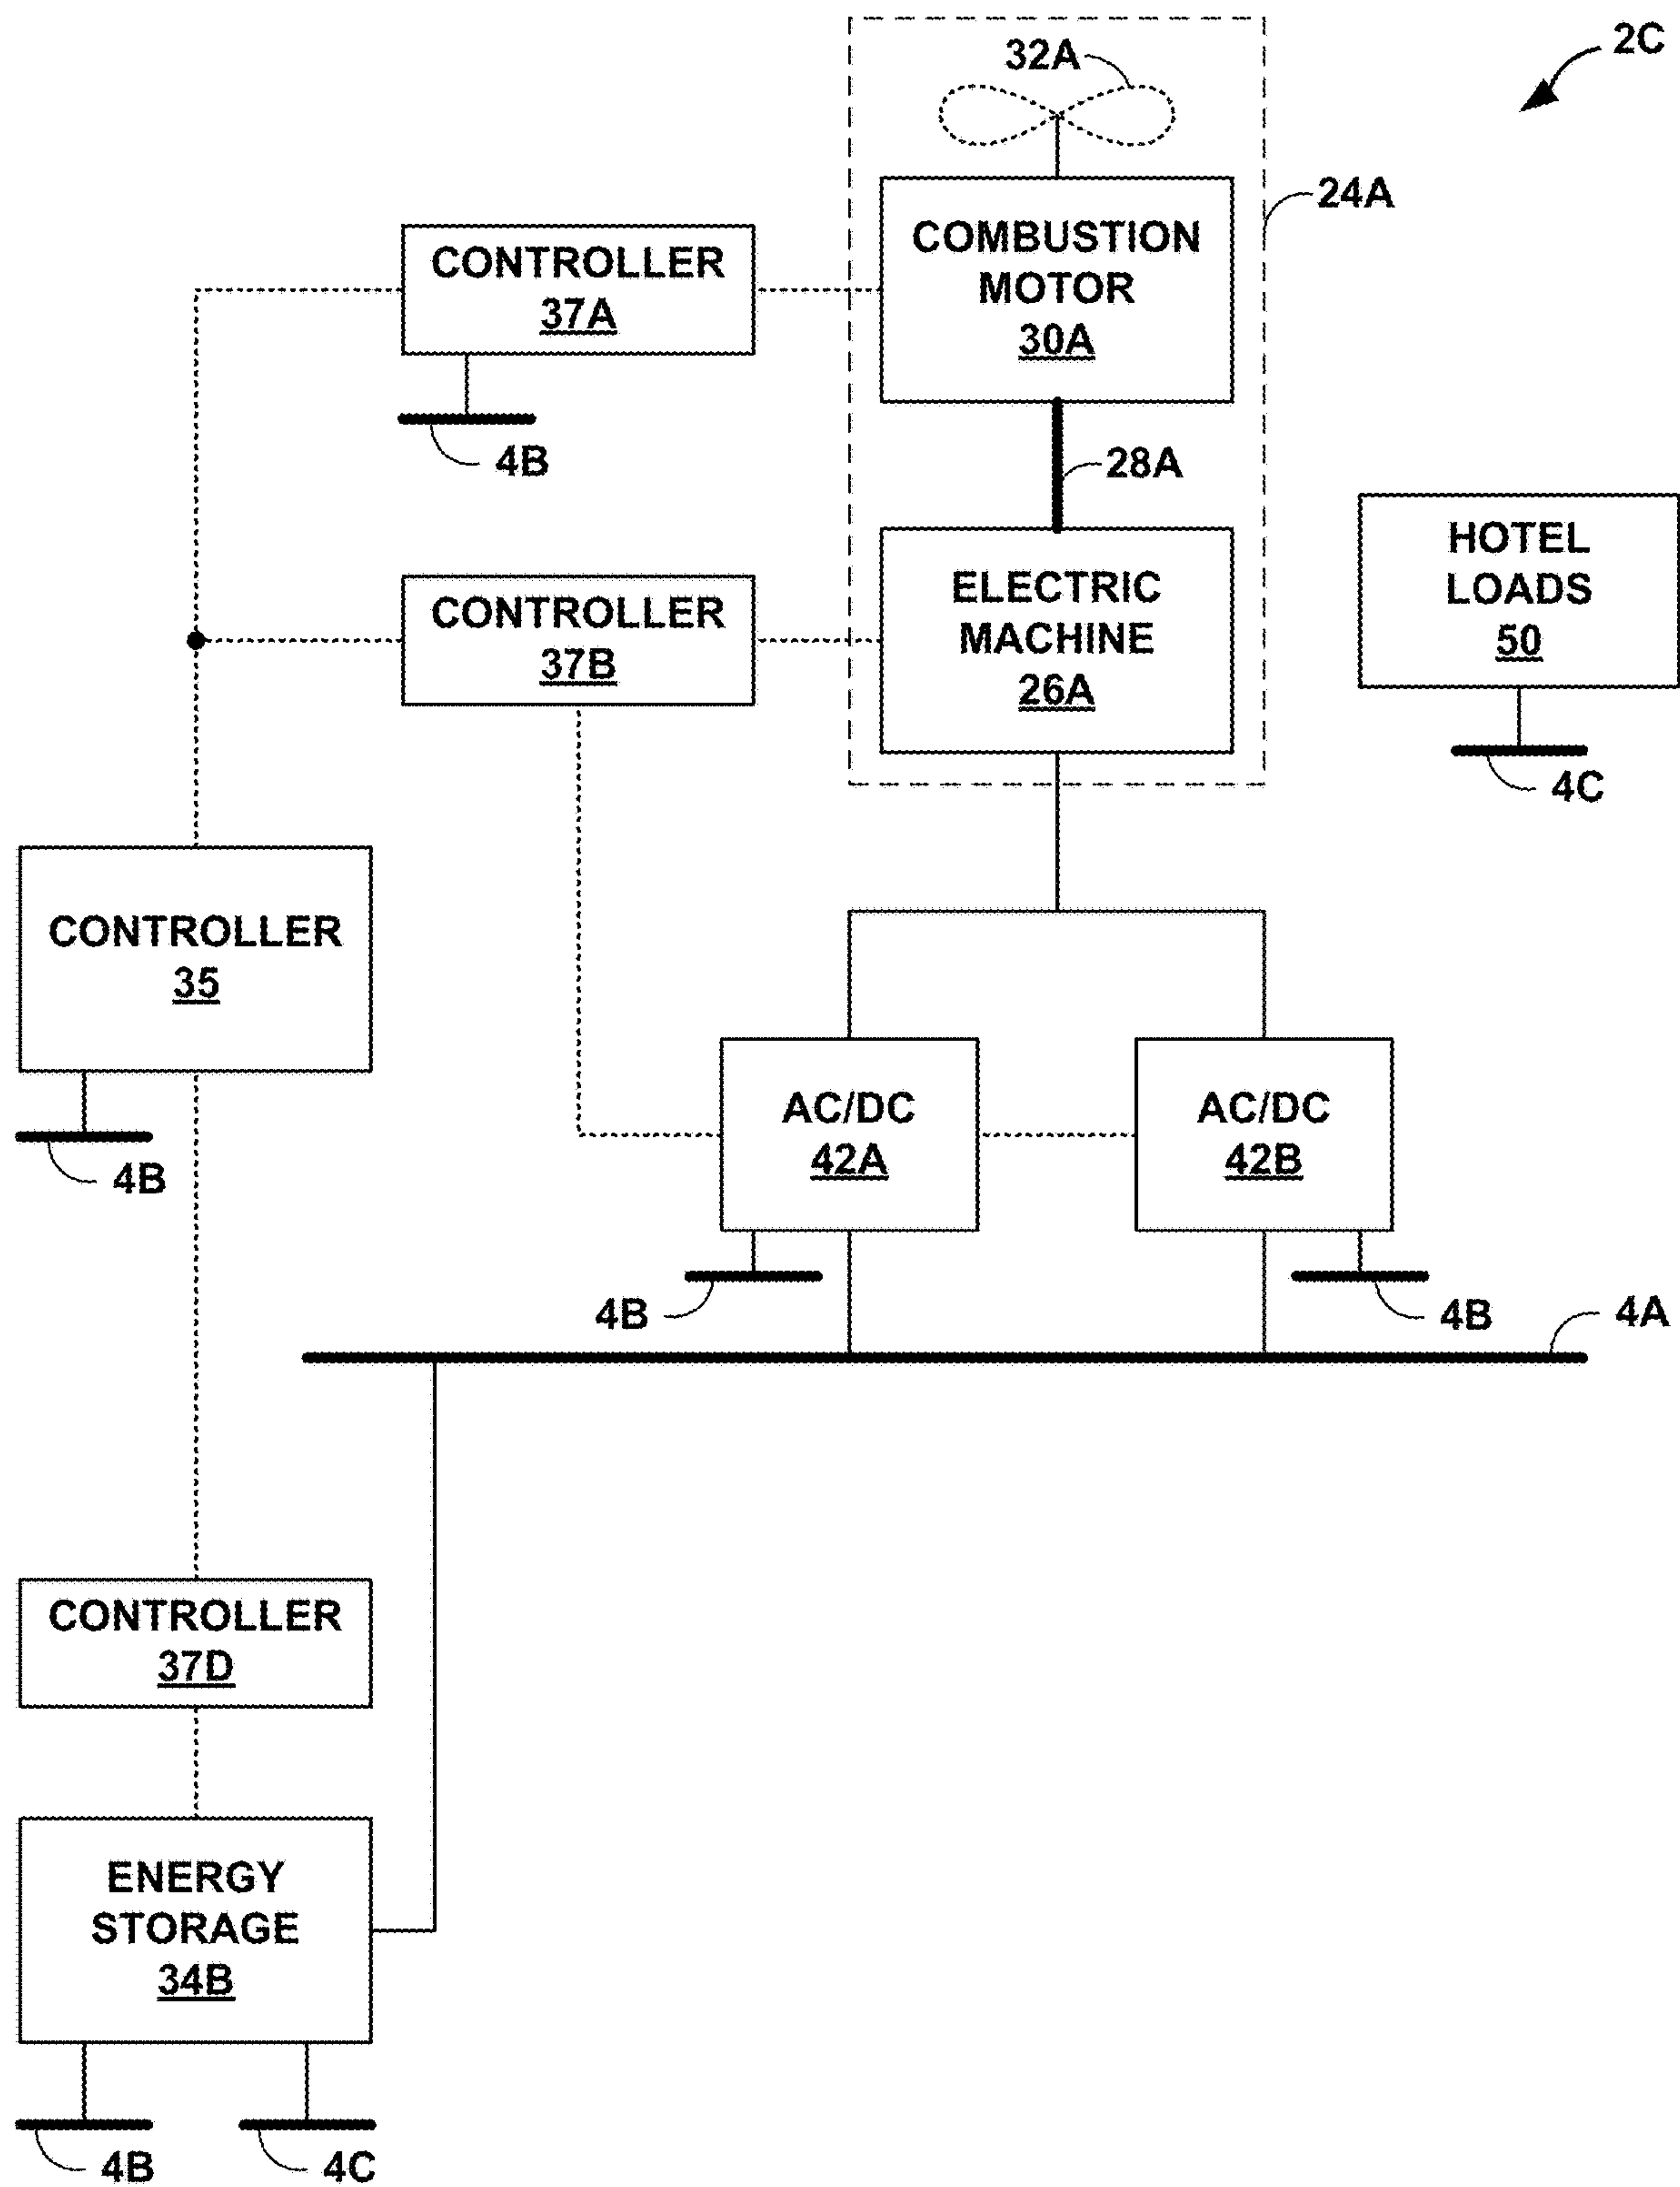 2C
32A
24A
COMBUSTION
MOTOR
30A
CONTROLLER
37A
4B
28A
HOTEL
LOADS
50
4C
ELECTRIC
MACHINE
26A
CONTROLLER
37B
CONTROLLER
35
4B
AC/DC
42A
AC/DC
42B
4B
4B
4A
CONTROLLER
37D
ENERGY
STORAGE
34B
4B
4C